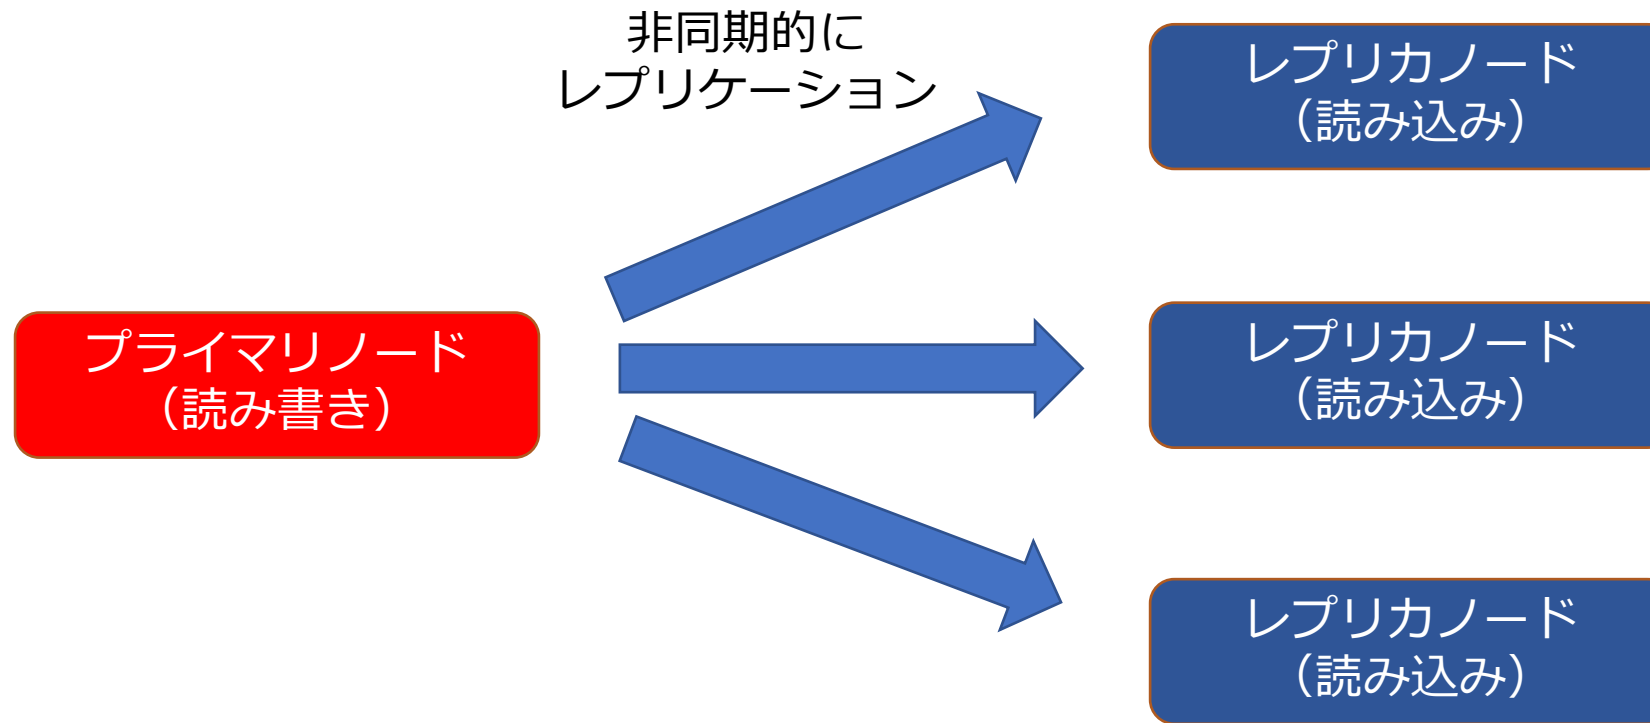 非同期的に
レプリケーション
プライマリノード
（読み書き）
レプリカノード
（読み込み）
レプリカノード
（読み込み）
レプリカノード
（読み込み）